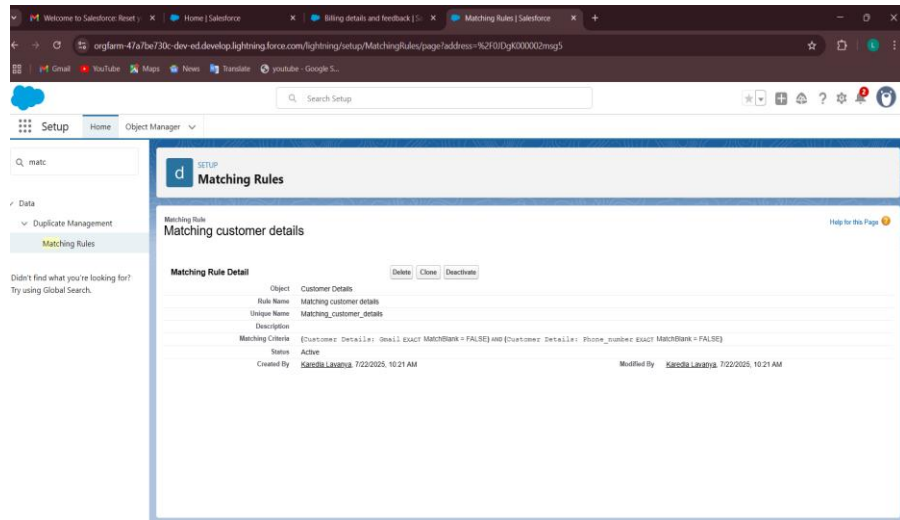 Welcome to Salesforce: Reset y
Home | Salesforce
Billing details and feedback | Sa
Matching Rules | Salesforce
orgfarm-47a7be730c-dev-ed.develop.lightning.force.com/lightning/setup/MatchingRules/page?address=%2F0JDgK000002msg5
Gmail YouTube Maps News Translate youtube - Google S...
Search Setup
Setup Home Object Manager
matc
SETUP
Matching Rules
Data
Duplicate Management
Matching Rules
Didn't find what you're looking for?
Try using Global Search.
Matching Rule
Matching customer details
Help for this Page
Matching Rule Detail
Delete Clone Deactivate
Object Customer Details
Rule Name Matching customer details
Unique Name Matching_customer_details
Description
Matching Criteria (Customer Details: Gmail EXACT MatchBlank = FALSE) AND (Customer Details: Phone_number EXACT MatchBlank = FALSE)
Status Active
Created By Karedla Lavanya, 7/22/2025, 10:21 AM Modified By Karedla Lavanya, 7/22/2025, 10:21 AM